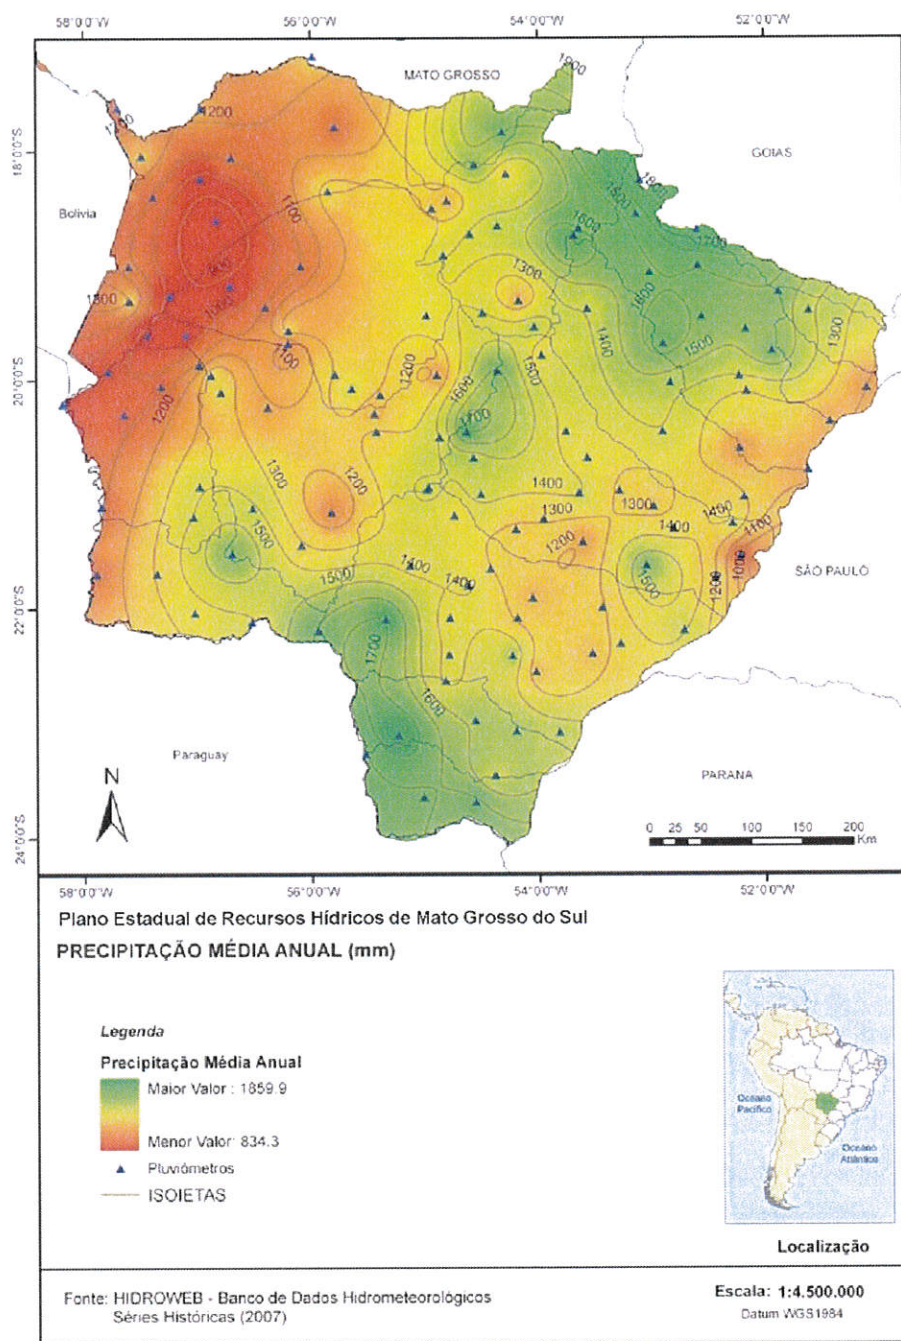 58°0'0"W 56°0'0"W 54°0'0"W 52°0'0"W
MATO GROSSO
1900
1200
GOIAS
18°0'0"S
Bolivia
1500
1600
1700
1100
900
1000
1300
1600
1500
1300
1400
1100
1200
1500
1600
1700
20°0'0"S
1200
1300
1200
1400
1300
1300
1400
1400
1100
1000
1200
1200
1500
1500
1500
1400
1400
SÃO PAULO
22°0'0"S
1700
1600
Paraguay
PARANA
N
0 25 50 100 150 200
Km
24°0'0"S
58°0'0"W 56°0'0"W 54°0'0"W 52°0'0"W
Plano Estadual de Recursos Hídricos de Mato Grosso do Sul
PRECIPITAÇÃO MÉDIA ANUAL (mm)
Legenda
Precipitação Média Anual
Maior Valor : 1859.9
Menor Valor: 834.3
Pluviómetros
ISOIETAS
Oceano
Pacífico
Oceano
Atlântico
Localização
Fonte: HIDROWEB - Banco de Dados Hidrometeorológicos
Séries Históricas (2007)
Escala: 1:4.500.000
Datum WGS1984